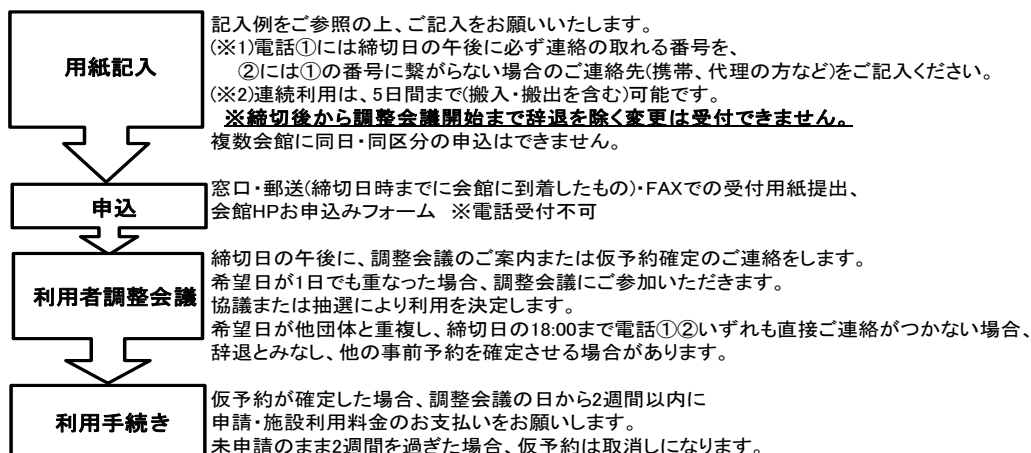 用紙記入
記入例をご参照の上、ご記入をお願いいたします。
(※1)電話①には締切日の午後に必ず連絡の取れる番号を、
②には①の番号に繋がらない場合のご連絡先(携帯、代理の方など)をご記入ください。
(※2)連続利用は、5日間まで(搬入・搬出を含む)可能です。
※締切後から調整会議開始まで辞退を除く変更は受付できません。
複数会館に同日・同区分の申込はできません。
申込
窓口・郵送(締切日時までに会館に到着したもの)・FAXでの受付用紙提出、
会館HPお申込みフォーム ※電話受付不可
利用者調整会議
締切日の午後に、調整会議のご案内または仮予約確定のご連絡をします。
希望日が1日でも重なった場合、調整会議にご参加いただきます。
協議または抽選により利用を決定します。
希望日が他団体と重複し、締切日の18:00まで電話①②いずれも直接ご連絡がつかない場合、
辞退とみなし、他の事前予約を確定させる場合があります。
利用手続き
仮予約が確定した場合、調整会議の日から2週間以内に
申請・施設利用料金のお支払いをお願いします。
未申請のまま2週間を過ぎた場合、仮予約は取消しになります。